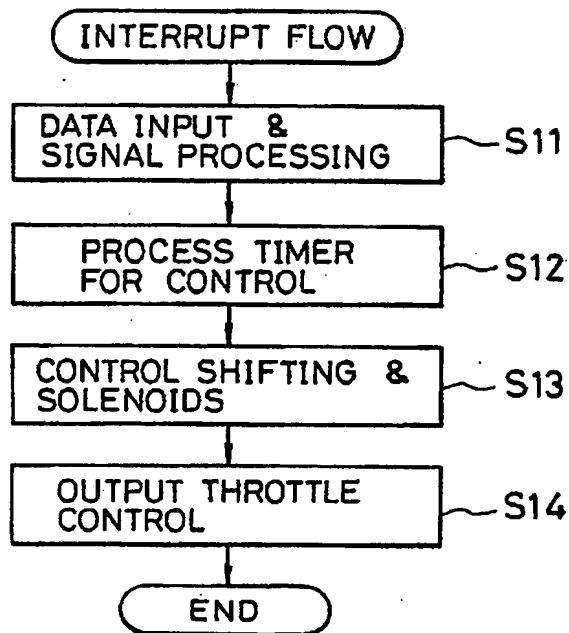 INTERRUPT FLOW
DATA INPUT &
SIGNAL PROCESSING
S11
PROCESS TIMER
FOR CONTROL
S12
CONTROL SHIFTING &
SOLENOIDS
S13
OUTPUT THROTTLE
CONTROL
S14
END